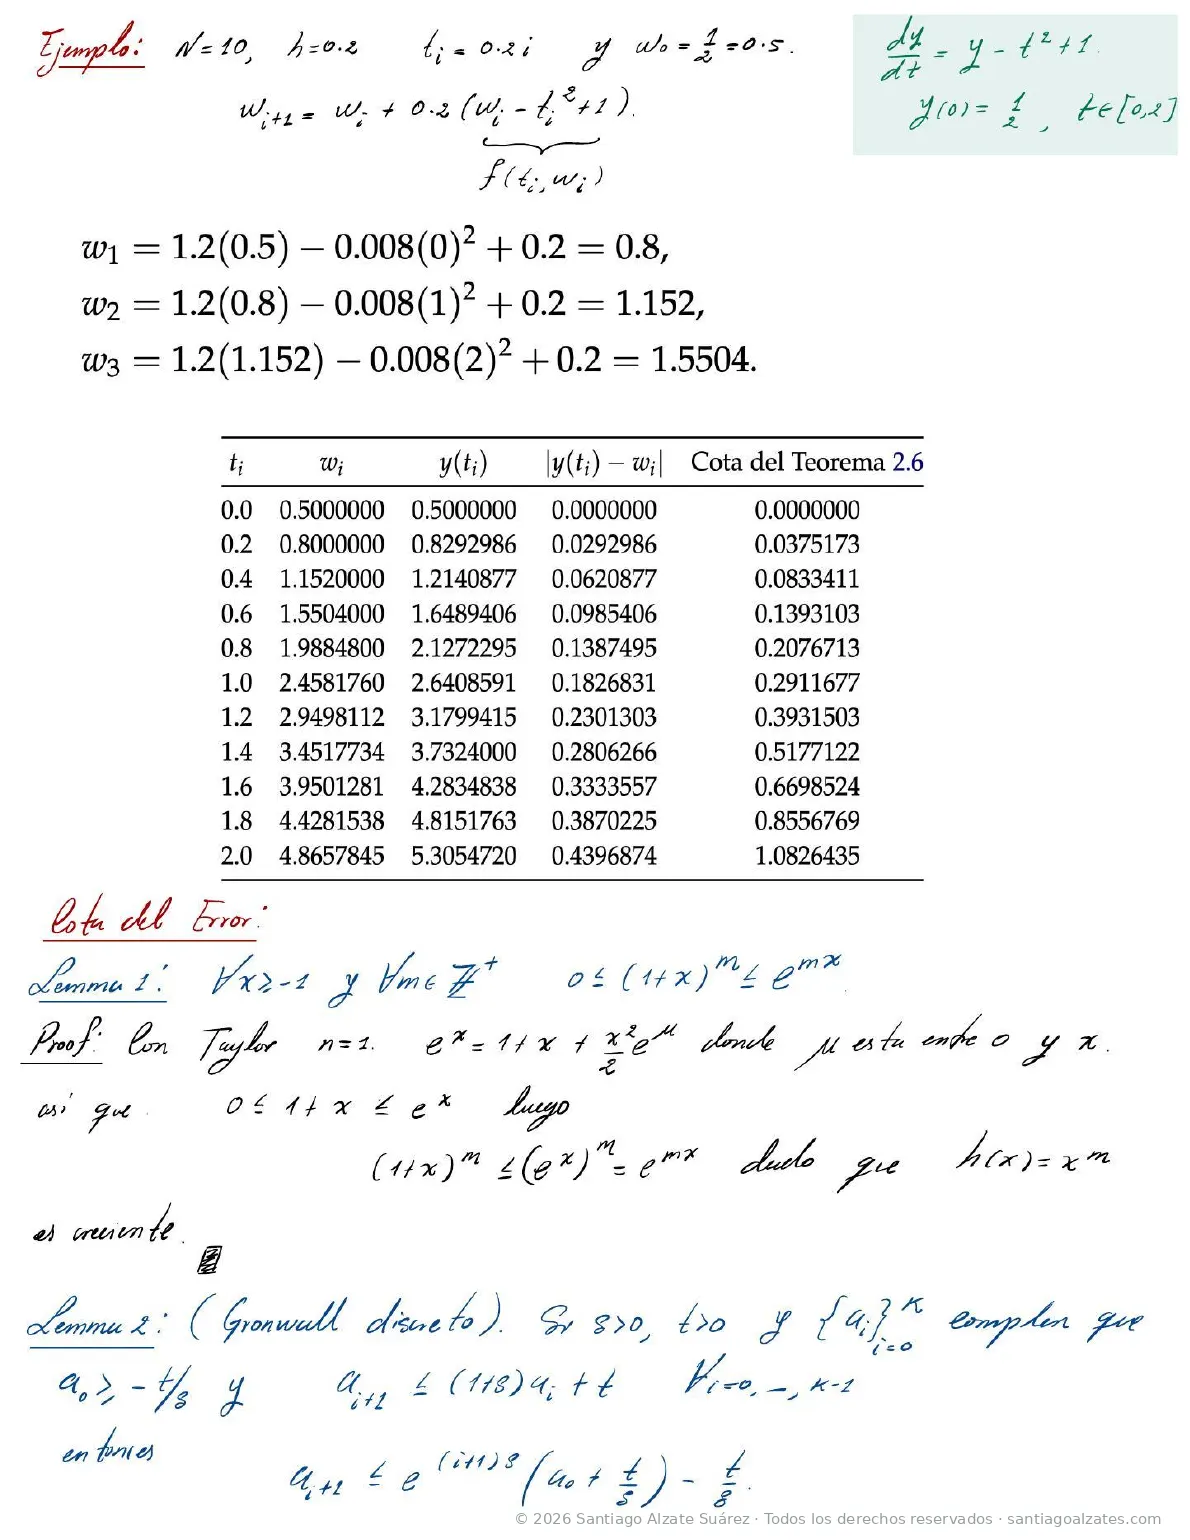 Ejemplo: N=10, h=0.2 t_i = 0.2i y w_0 = 1/2 = 0.5.
dy/dt = y - t^2 + 1.
y(0) = 1/2, t∈[0,2]
w_{i+1} = w_i + 0.2 (w_i - t_i^2 + 1).
f(t_i, w_i)
w_1 = 1.2(0.5) − 0.008(0)^2 + 0.2 = 0.8,
w_2 = 1.2(0.8) − 0.008(1)^2 + 0.2 = 1.152,
w_3 = 1.2(1.152) − 0.008(2)^2 + 0.2 = 1.5504.
t_i w_i y(t_i) |y(t_i) − w_i| Cota del Teorema 2.6
0.0 0.5000000 0.5000000 0.0000000 0.0000000
0.2 0.8000000 0.8292986 0.0292986 0.0375173
0.4 1.1520000 1.2140877 0.0620877 0.0833411
0.6 1.5504000 1.6489406 0.0985406 0.1393103
0.8 1.9884800 2.1272295 0.1387495 0.2076713
1.0 2.4581760 2.6408591 0.1826831 0.2911677
1.2 2.9498112 3.1799415 0.2301303 0.3931503
1.4 3.4517734 3.7324000 0.2806266 0.5177122
1.6 3.9501281 4.2834838 0.3333557 0.6698524
1.8 4.4281538 4.8151763 0.3870225 0.8556769
2.0 4.8657845 5.3054720 0.4396874 1.0826435
Cota del Error:
Lemma 1: ∀x≥-1 y ∀m∈ℤ^+ 0 ≤ (1+x)^m ≤ e^{mx}.
Proof: Con Taylor n=1. e^x = 1+x + x^2/2 e^μ donde μ esta entre 0 y x.
así que 0 ≤ 1+x ≤ e^x luego
(1+x)^m ≤ (e^x)^m = e^{mx} dado que h(x)=x^m
es creciente.
Lemma 2: (Gronwall discreto). Si s>0, t>0 y {a_i}_{i=0}^k cumplen que
a_0 ≥ -t/s y a_{i+1} ≤ (1+s)a_i + t ∀i=0,…,k-1
entonces
a_{i+1} ≤ e^{(i+1)s} (a_0 + t/s) - t/s.
© 2026 Santiago Alzate Suárez · Todos los derechos reservados · santiagoalzates.com